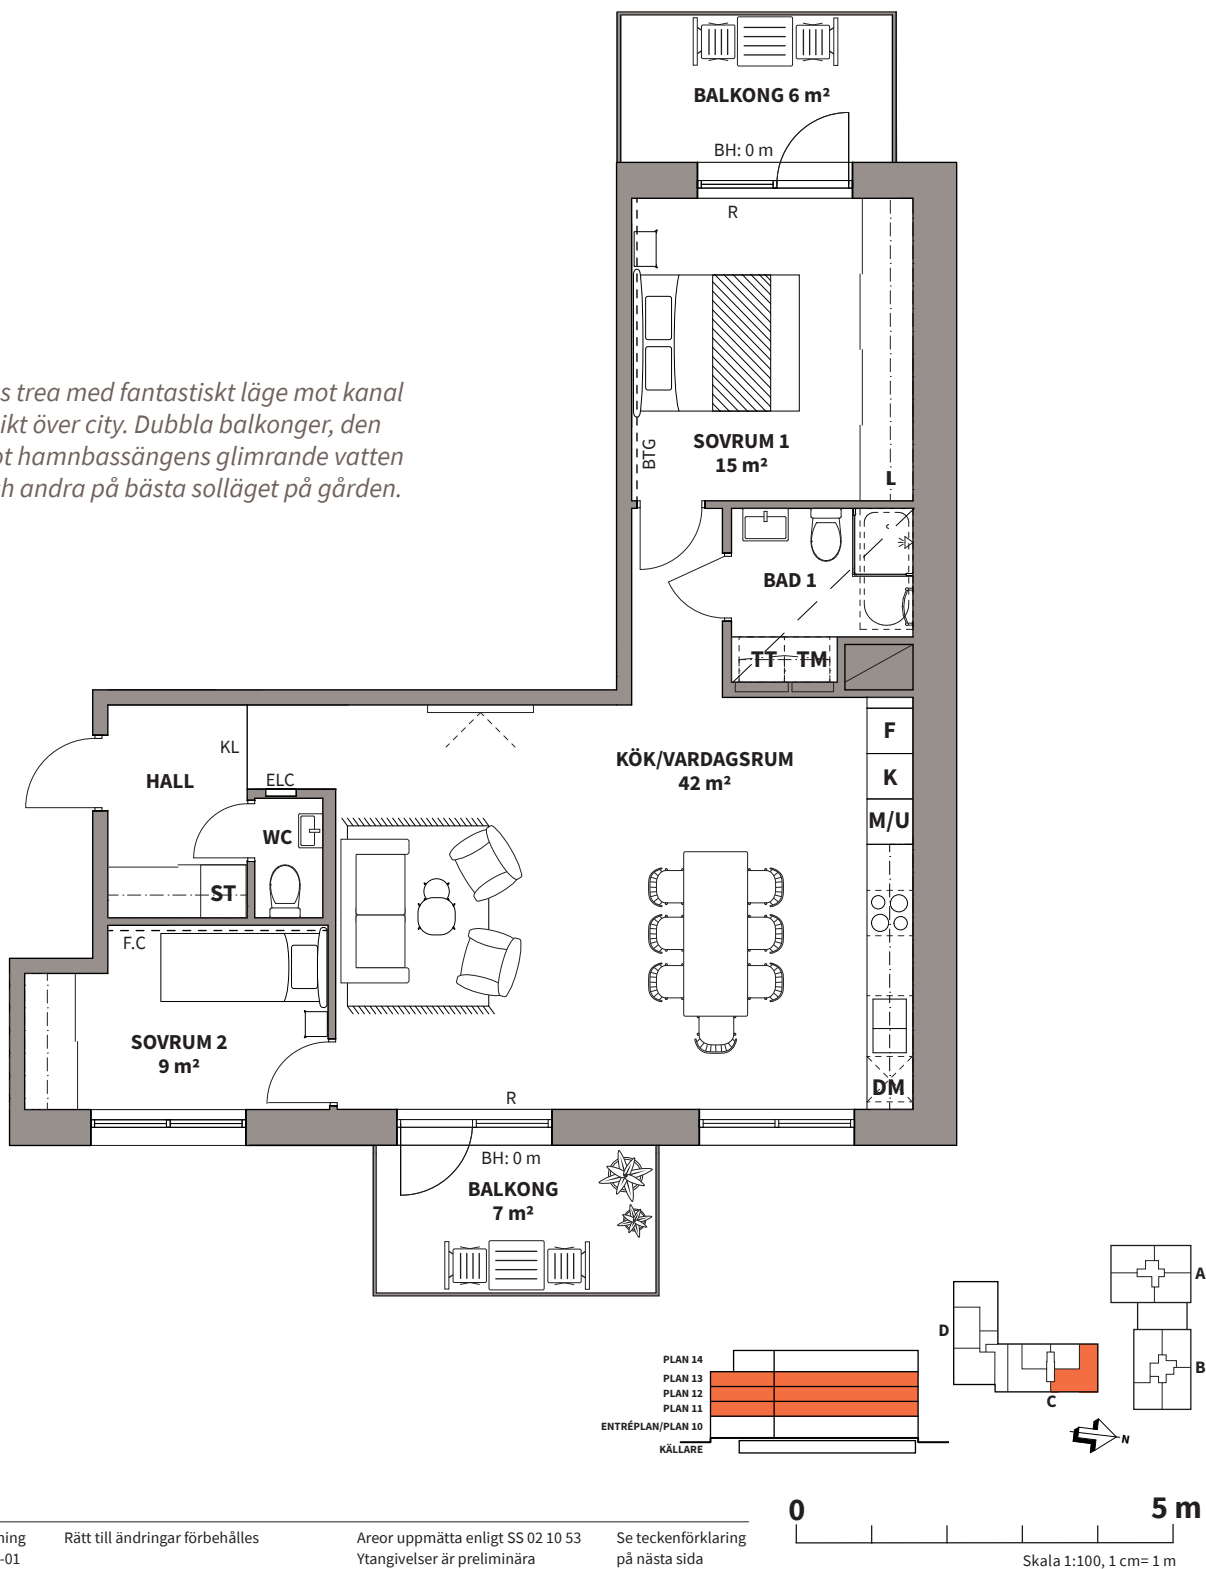 BALKONG 6 m²
BH: 0 m
R
BTG
SOVRUM 1
15 m²
L
BAD 1
TT TM
s trea med fantastiskt läge mot kanal
ikt över city. Dubbla balkonger, den
ot hamnbassängens glimrande vatten
h andra på bästa solläget på gården.
KL
HALL
ELC
WC
ST
KÖK/VARDAGSRUM
42 m²
F
K
M/U
DM
F.C
SOVRUM 2
9 m²
R
BH: 0 m
BALKONG
7 m²
A
B
C
D
N
PLAN 14
PLAN 13
PLAN 12
PLAN 11
ENTRÉPLAN/PLAN 10
KÄLLARE
0 5 m
Skala 1:100, 1 cm= 1 m
ning
-01
Rätt till ändringar förbehålles
Areor uppmätta enligt SS 02 10 53
Ytangivelser är preliminära
Se teckenförklaring
på nästa sida